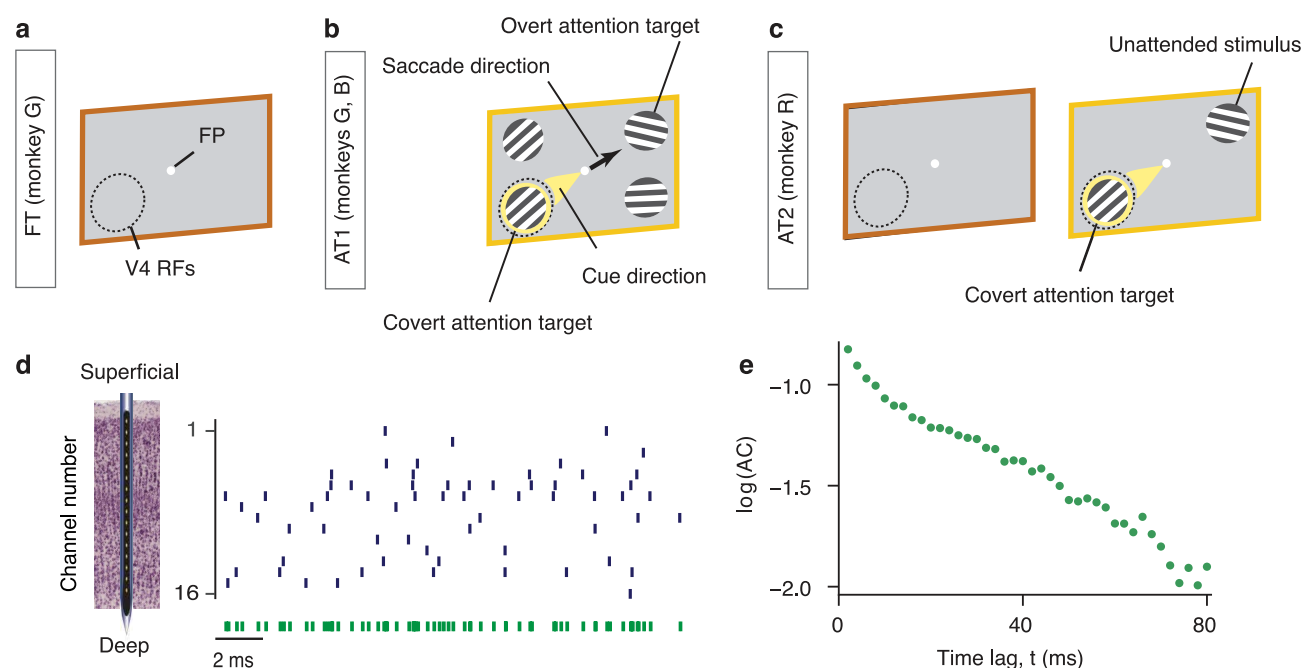 a
FT (monkey G)
FP
V4 RFs
b
AT1 (monkeys G, B)
Overt attention target
Saccade direction
Cue direction
Covert attention target
c
AT2 (monkey R)
Unattended stimulus
Covert attention target
d
Superficial
Channel number
Deep
1
16
2 ms
e
log(AC)
−1.0
−1.5
−2.0
0
40
80
Time lag, t (ms)